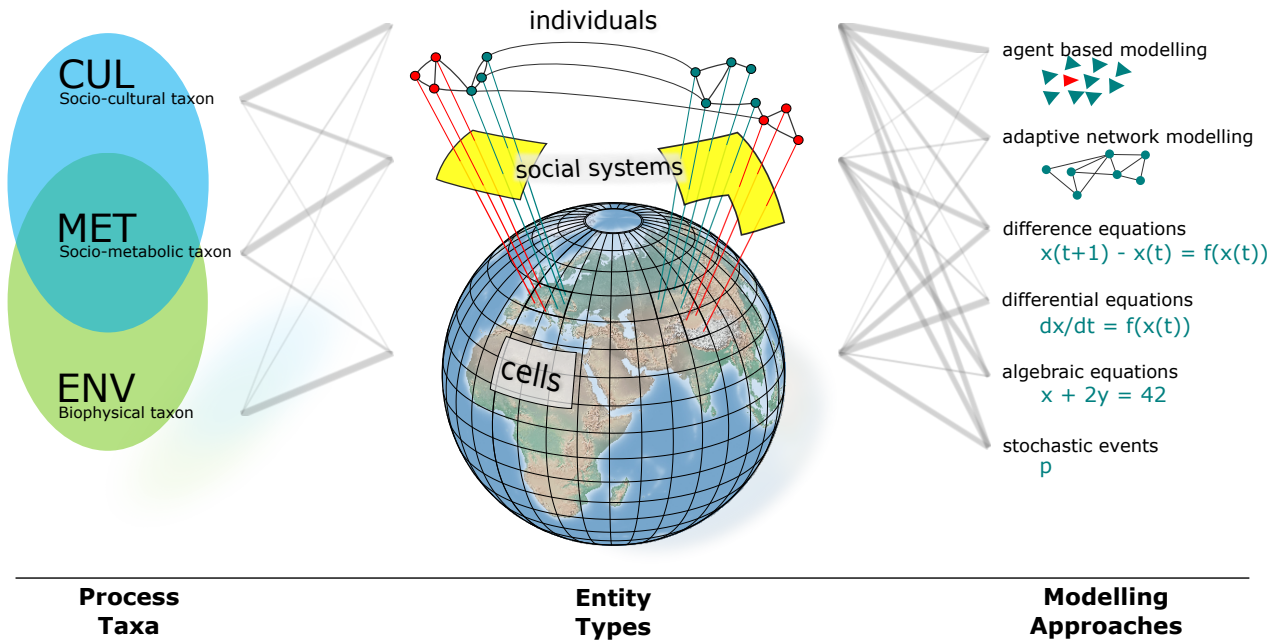 CUL
Socio-cultural taxon
MET
Socio-metabolic taxon
ENV
Biophysical taxon
individuals
social systems
cells
agent based modelling
adaptive network modelling
difference equations
x(t+1) - x(t) = f(x(t))
differential equations
dx/dt = f(x(t))
algebraic equations
x + 2y = 42
stochastic events
p
Process
Taxa
Entity
Types
Modelling
Approaches